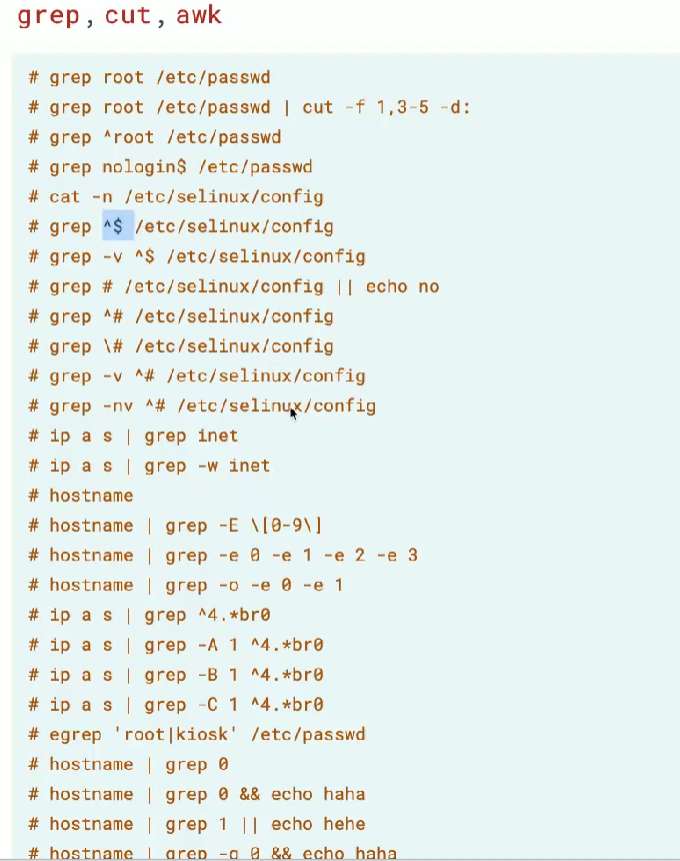 grep, cut, awk
# grep root /etc/passwd
# grep root /etc/passwd | cut -f 1,3-5 -d:
# grep ^root /etc/passwd
# grep nologin$ /etc/passwd
# cat -n /etc/selinux/config
# grep ^$ /etc/selinux/config
# grep -v ^$ /etc/selinux/config
# grep # /etc/selinux/config || echo no
# grep ^# /etc/selinux/config
# grep \# /etc/selinux/config
# grep -v ^# /etc/selinux/config
# grep -nv ^# /etc/selinux/config
# ip a s | grep inet
# ip a s | grep -w inet
# hostname
# hostname | grep -E \[0-9\]
# hostname | grep -e 0 -e 1 -e 2 -e 3
# hostname | grep -o -e 0 -e 1
# ip a s | grep ^4.*br0
# ip a s | grep -A 1 ^4.*br0
# ip a s | grep -B 1 ^4.*br0
# ip a s | grep -C 1 ^4.*br0
# egrep 'root|kiosk' /etc/passwd
# hostname | grep 0
# hostname | grep 0 && echo haha
# hostname | grep 1 || echo hehe
# hostname | grep -q 0 && echo haha